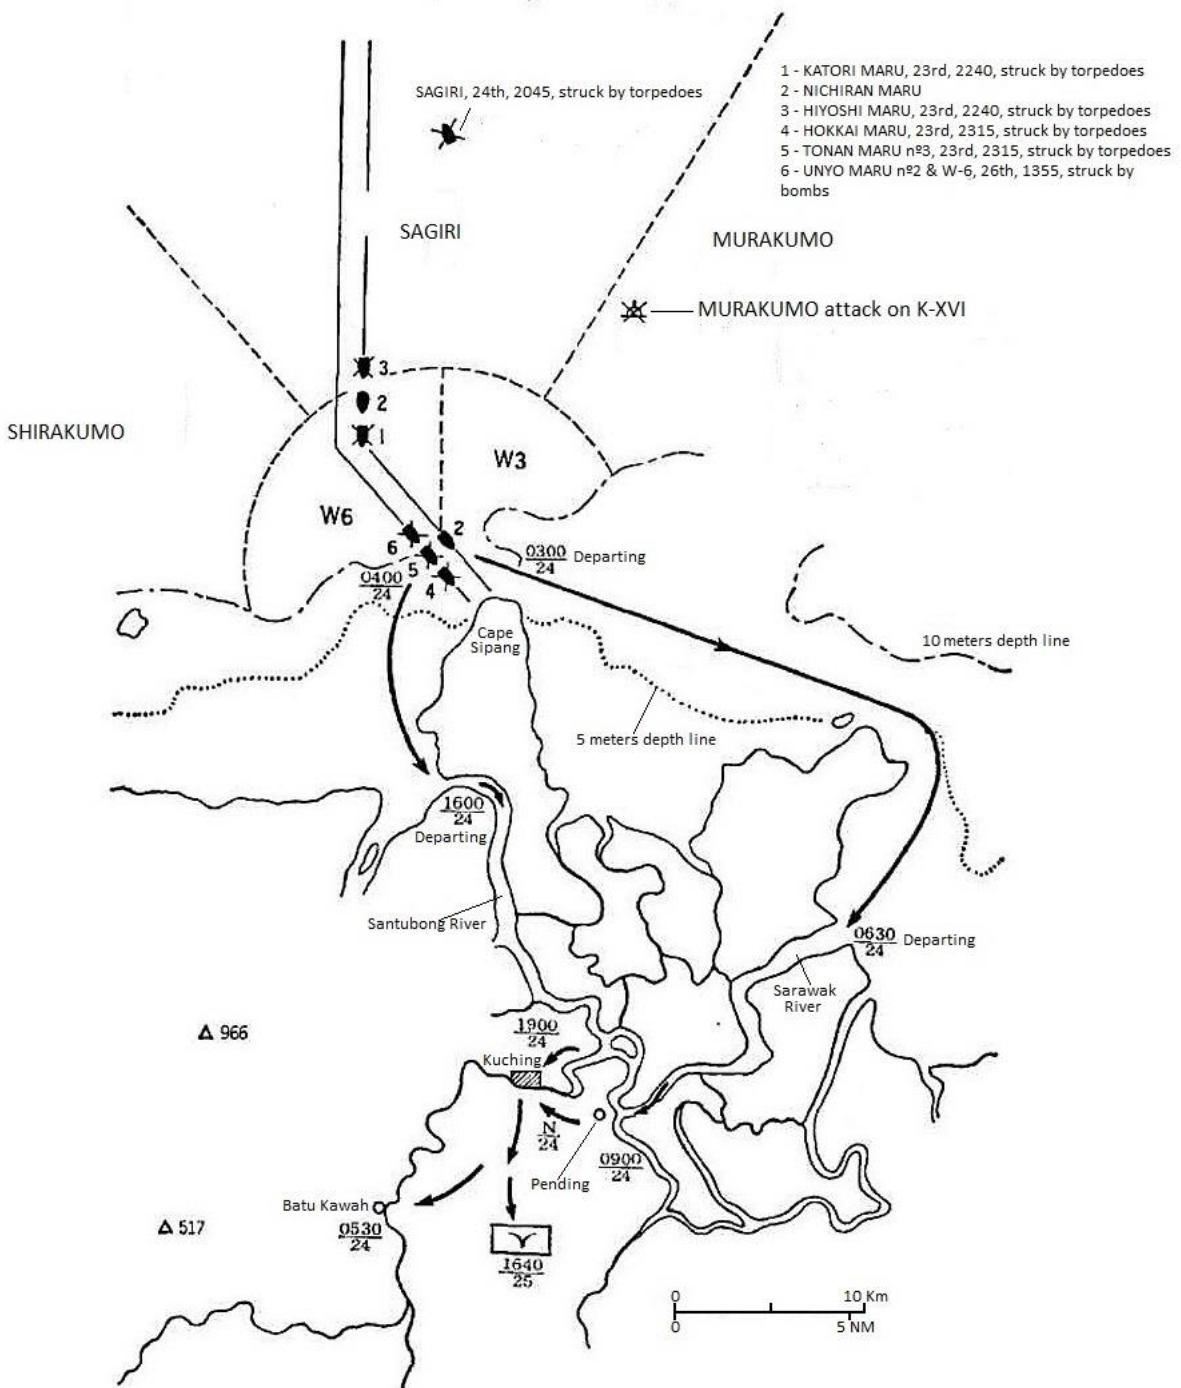 SAGIRI, 24th, 2045, struck by torpedoes
1 - KATORI MARU, 23rd, 2240, struck by torpedoes
2 - NICHIRAN MARU
3 - HIYOSHI MARU, 23rd, 2240, struck by torpedoes
4 - HOKKAI MARU, 23rd, 2315, struck by torpedoes
5 - TONAN MARU nº3, 23rd, 2315, struck by torpedoes
6 - UNYO MARU nº2 & W-6, 26th, 1355, struck by
bombs
SAGIRI
MURAKUMO
MURAKUMO attack on K-XVI
3
2
1
SHIRAKUMO
W3
W6
2
6
5
4
0300
24
Departing
0400
24
Cape
Sipang
10 meters depth line
5 meters depth line
1600
24
Departing
Santubong River
0630
24
Departing
Sarawak
River
966
1900
24
Kuching
N
24
0900
24
Pending
Batu Kawah
0530
24
517
1640
25
0
10 Km
0
5 NM